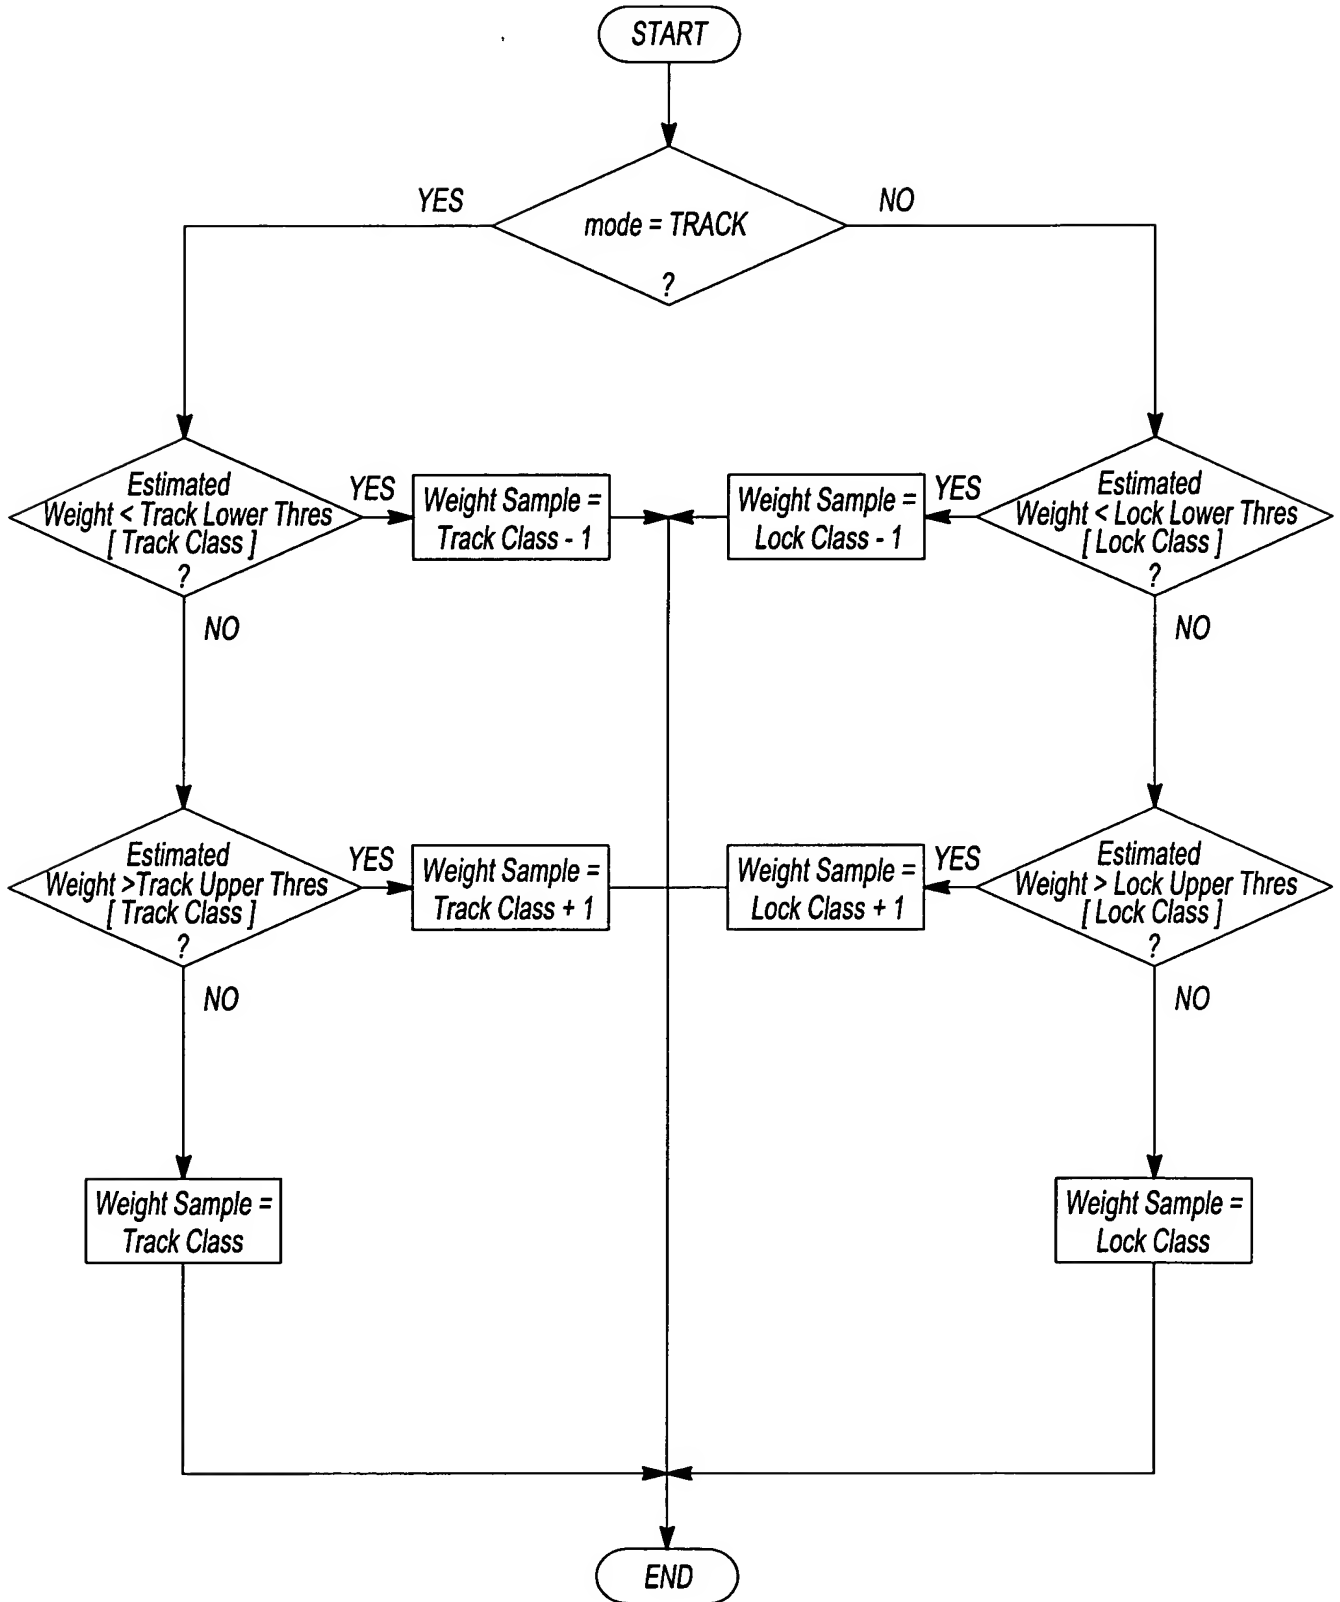 START
YES
NO
mode = TRACK
?
Estimated
Weight < Track Lower Thres
[ Track Class ]
?
YES
Weight Sample =
Track Class - 1
Weight Sample =
Lock Class - 1
YES
Estimated
Weight < Lock Lower Thres
[ Lock Class ]
?
NO
NO
Estimated
Weight >Track Upper Thres
[ Track Class ]
?
YES
Weight Sample =
Track Class + 1
Weight Sample =
Lock Class + 1
YES
Estimated
Weight > Lock Upper Thres
[ Lock Class ]
?
NO
NO
Weight Sample =
Track Class
Weight Sample =
Lock Class
END